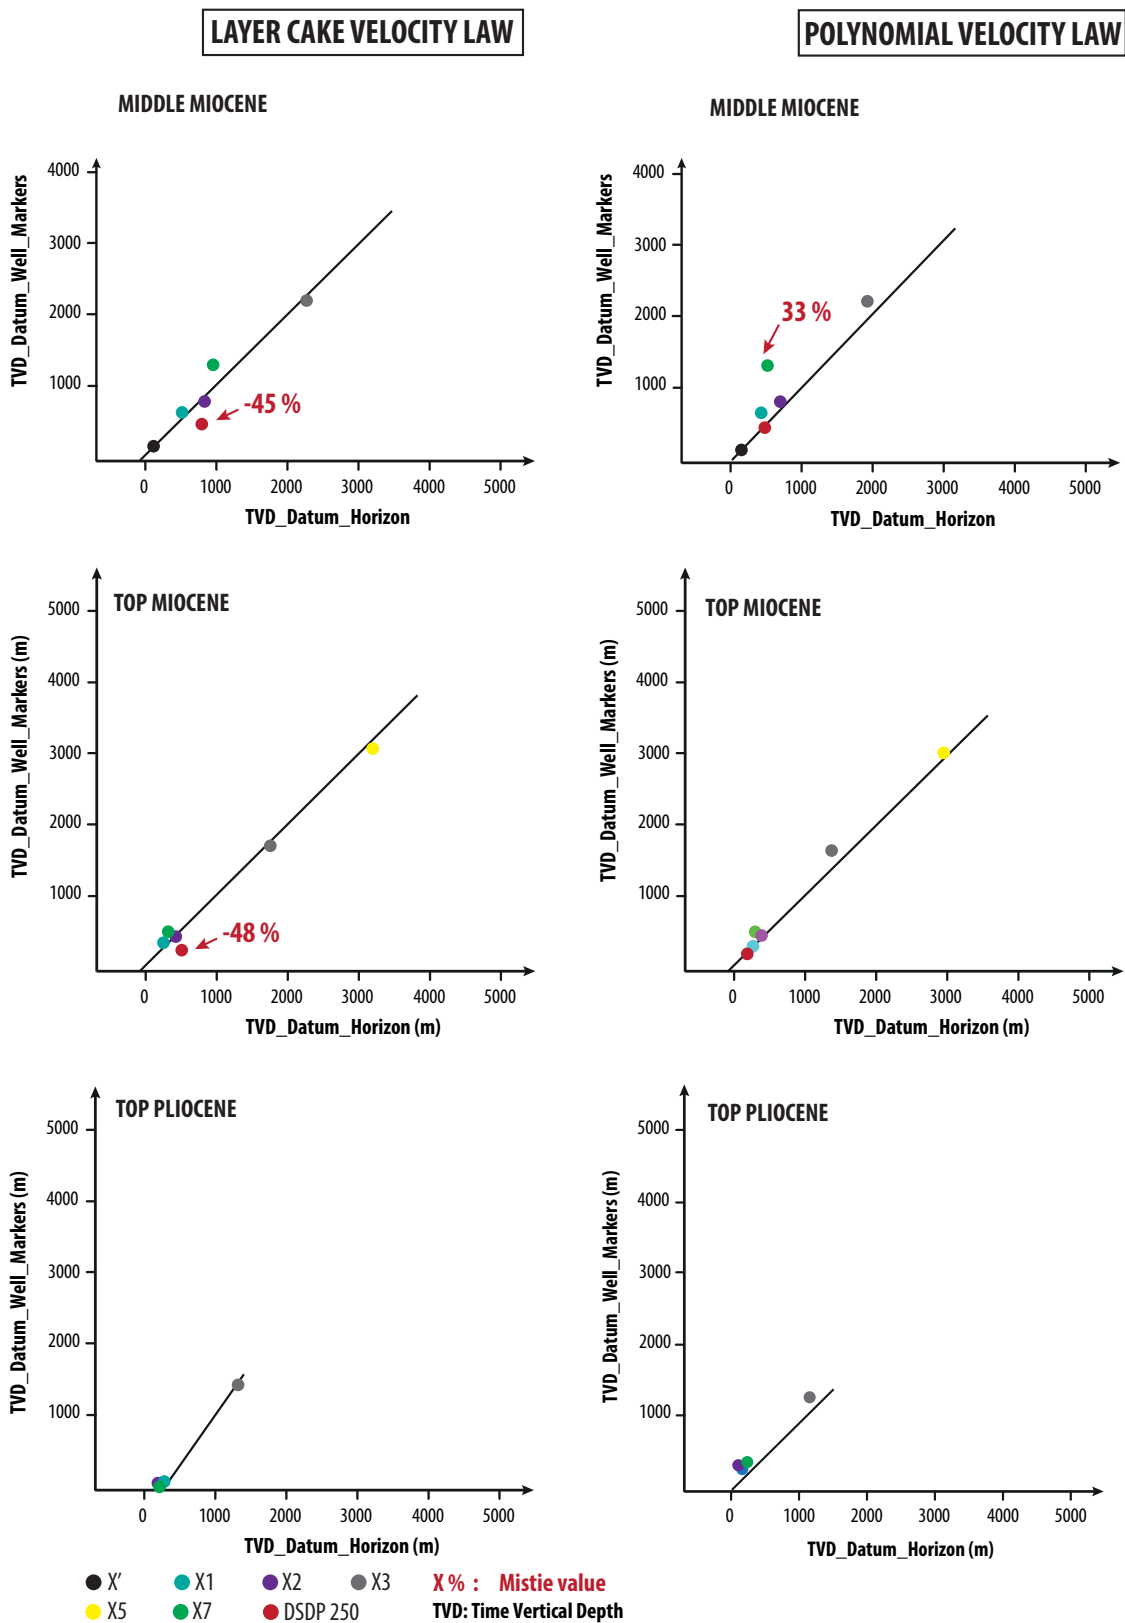 LAYER CAKE VELOCITY LAW
POLYNOMIAL VELOCITY LAW
MIDDLE MIOCENE
TVD_Datum_Well_Markers
4000
3000
2000
1000
-45 %
0 1000 2000 3000 4000 5000
TVD_Datum_Horizon
MIDDLE MIOCENE
TVD_Datum_Well_Markers
4000
3000
2000
1000
33 %
0 1000 2000 3000 4000 5000
TVD_Datum_Horizon
TOP MIOCENE
TVD_Datum_Well_Markers (m)
5000
4000
3000
2000
1000
-48 %
0 1000 2000 3000 4000 5000
TVD_Datum_Horizon (m)
TOP MIOCENE
TVD_Datum_Well_Markers (m)
5000
4000
3000
2000
1000
0 1000 2000 3000 4000 5000
TVD_Datum_Horizon (m)
TOP PLIOCENE
TVD_Datum_Well_Markers (m)
5000
4000
3000
2000
1000
0 1000 2000 3000 4000 5000
TVD_Datum_Horizon (m)
TOP PLIOCENE
TVD_Datum_Well_Markers (m)
5000
4000
3000
2000
1000
0 1000 2000 3000 4000 5000
TVD_Datum_Horizon (m)
X' X1 X2 X3 X % : Mistie value
X5 X7 DSDP 250 TVD: Time Vertical Depth